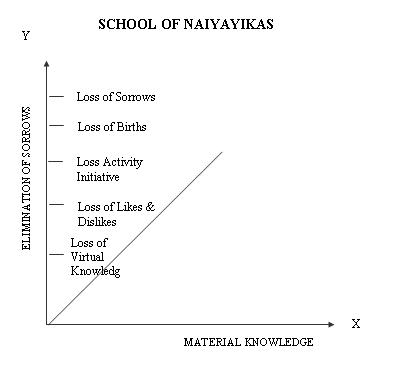 SCHOOL OF NAIYAYIKAS
Y
ELIMINATION OF SORROWS
Loss of Sorrows
Loss of Births
Loss Activity
Initiative
Loss of Likes &
Dislikes
Loss of
Virtual
Knowledg
X
MATERIAL KNOWLEDGE